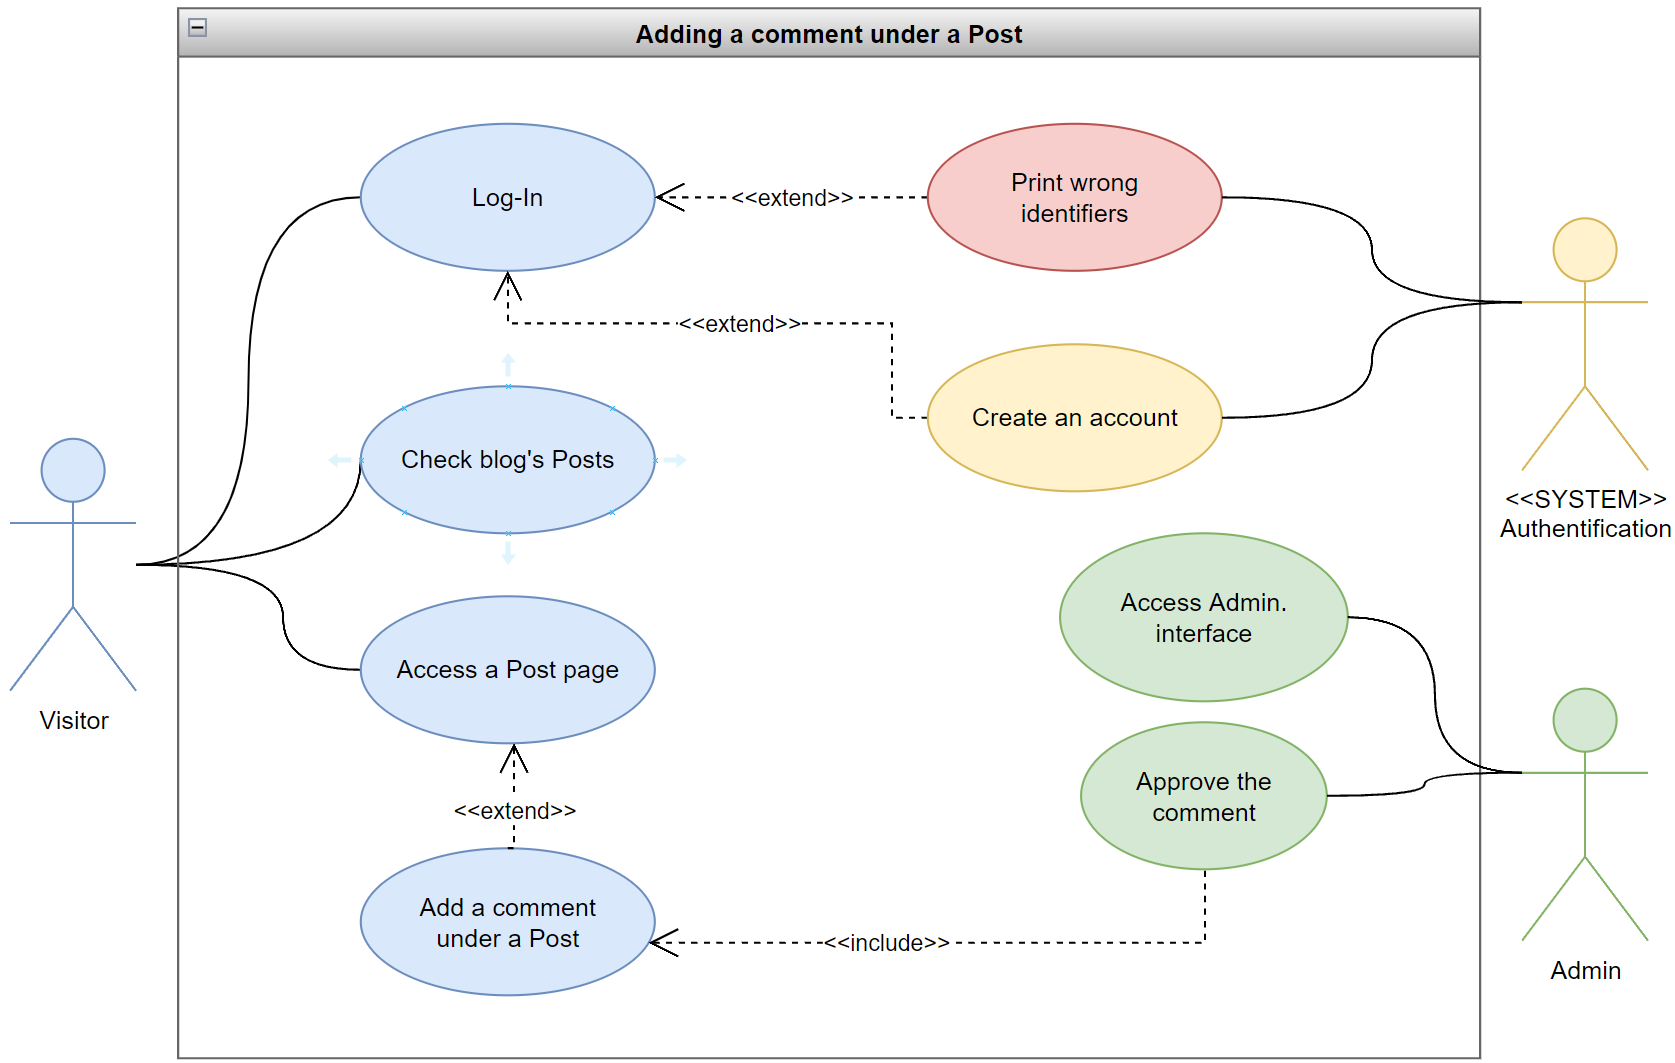 Adding a comment under a Post
Log-In
<<extend>>
Print wrong
identifiers
<<extend>>
Create an account
Check blog's Posts
<<SYSTEM>>
Authentification
Access Admin.
interface
Access a Post page
Visitor
Approve the
comment
<<extend>>
Add a comment
under a Post
<<include>>
Admin